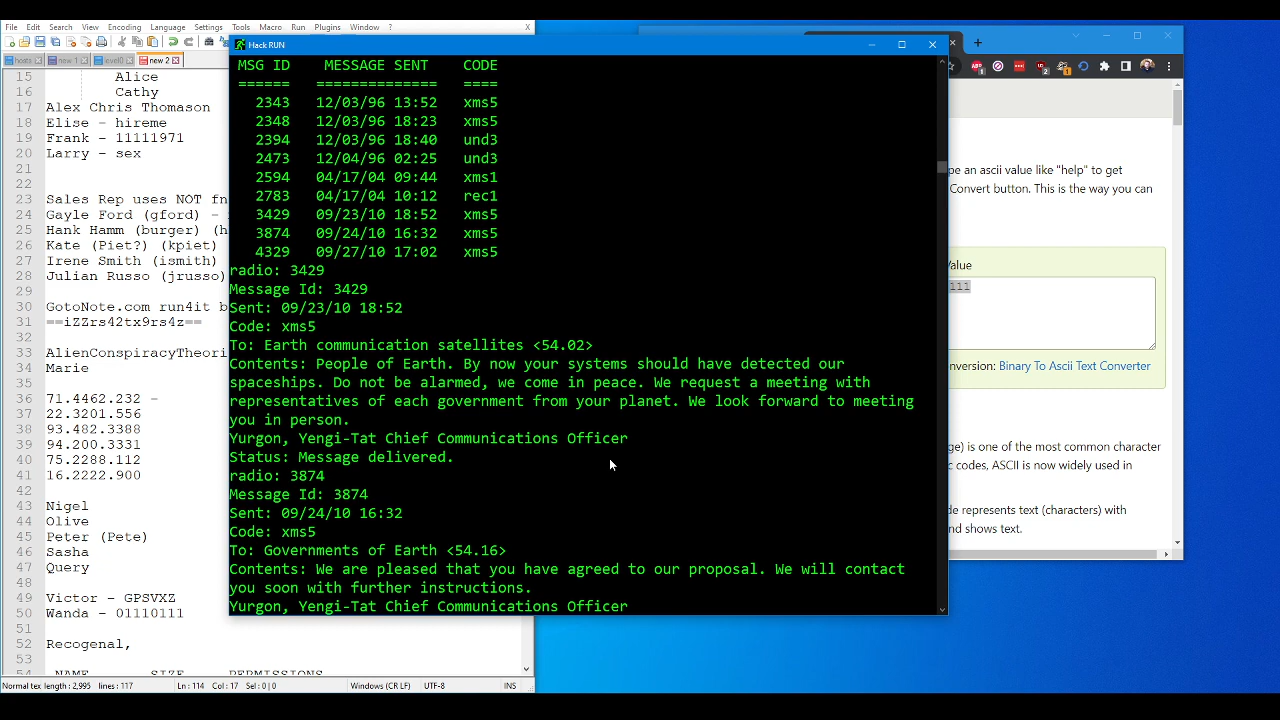 File Edit Search View Encoding Language Settings Tools Macro Run Plugins Window ? X
hosts new 1 level0 new 2
15 Alice
16 Cathy
17 Alex Chris Thomason
18 Elise - hireme
19 Frank - 11111971
20 Larry - sex
21
22
23 Sales Rep uses NOT fn
24 Gayle Ford (gford) -
25 Hank Hamm (burger) (h
26 Kate (Piet?) (kpiet)
27 Irene Smith (ismith)
28 Julian Russo (jrusso)
29
30 GotoNote.com run4it b
31 ==iZZrs42tx9rs4z==
32
33 AlienConspiracyTheori
34 Marie
35
36 71.4462.232 -
37 22.3201.556
38 93.482.3388
39 94.200.3331
40 75.2288.112
41 16.2222.900
42
43 Nigel
44 Olive
45 Peter (Pete)
46 Sasha
47 Query
48
49 Victor - GPSVXZ
50 Wanda - 01110111
51
52 Recogenal,
53
54 NAME SIZE PERMISSIONS
Normal tex length : 2,995 lines : 117 Ln : 114 Col : 17 Sel : 0 | 0 Windows (CR LF) UTF-8 INS
Hack RUN
MSG ID MESSAGE SENT CODE
====== ============== ====
2343 12/03/96 13:52 xms5
2348 12/03/96 18:23 xms5
2394 12/03/96 18:40 und3
2473 12/04/96 02:25 und3
2594 04/17/04 09:44 xms1
2783 04/17/04 10:12 rec1
3429 09/23/10 18:52 xms5
3874 09/24/10 16:32 xms5
4329 09/27/10 17:02 xms5
radio: 3429
Message Id: 3429
Sent: 09/23/10 18:52
Code: xms5
To: Earth communication satellites <54.02>
Contents: People of Earth. By now your systems should have detected our
spaceships. Do not be alarmed, we come in peace. We request a meeting with
representatives of each government from your planet. We look forward to meeting
you in person.
Yurgon, Yengi-Tat Chief Communications Officer
Status: Message delivered.
radio: 3874
Message Id: 3874
Sent: 09/24/10 16:32
Code: xms5
To: Governments of Earth <54.16>
Contents: We are pleased that you have agreed to our proposal. We will contact
you soon with further instructions.
Yurgon, Yengi-Tat Chief Communications Officer
pe an ascii value like "help" to get
Convert button. This is the way you can
Value
111
nversion: Binary To Ascii Text Converter
ge) is one of the most common character
c codes, ASCII is now widely used in
de represents text (characters) with
and shows text.